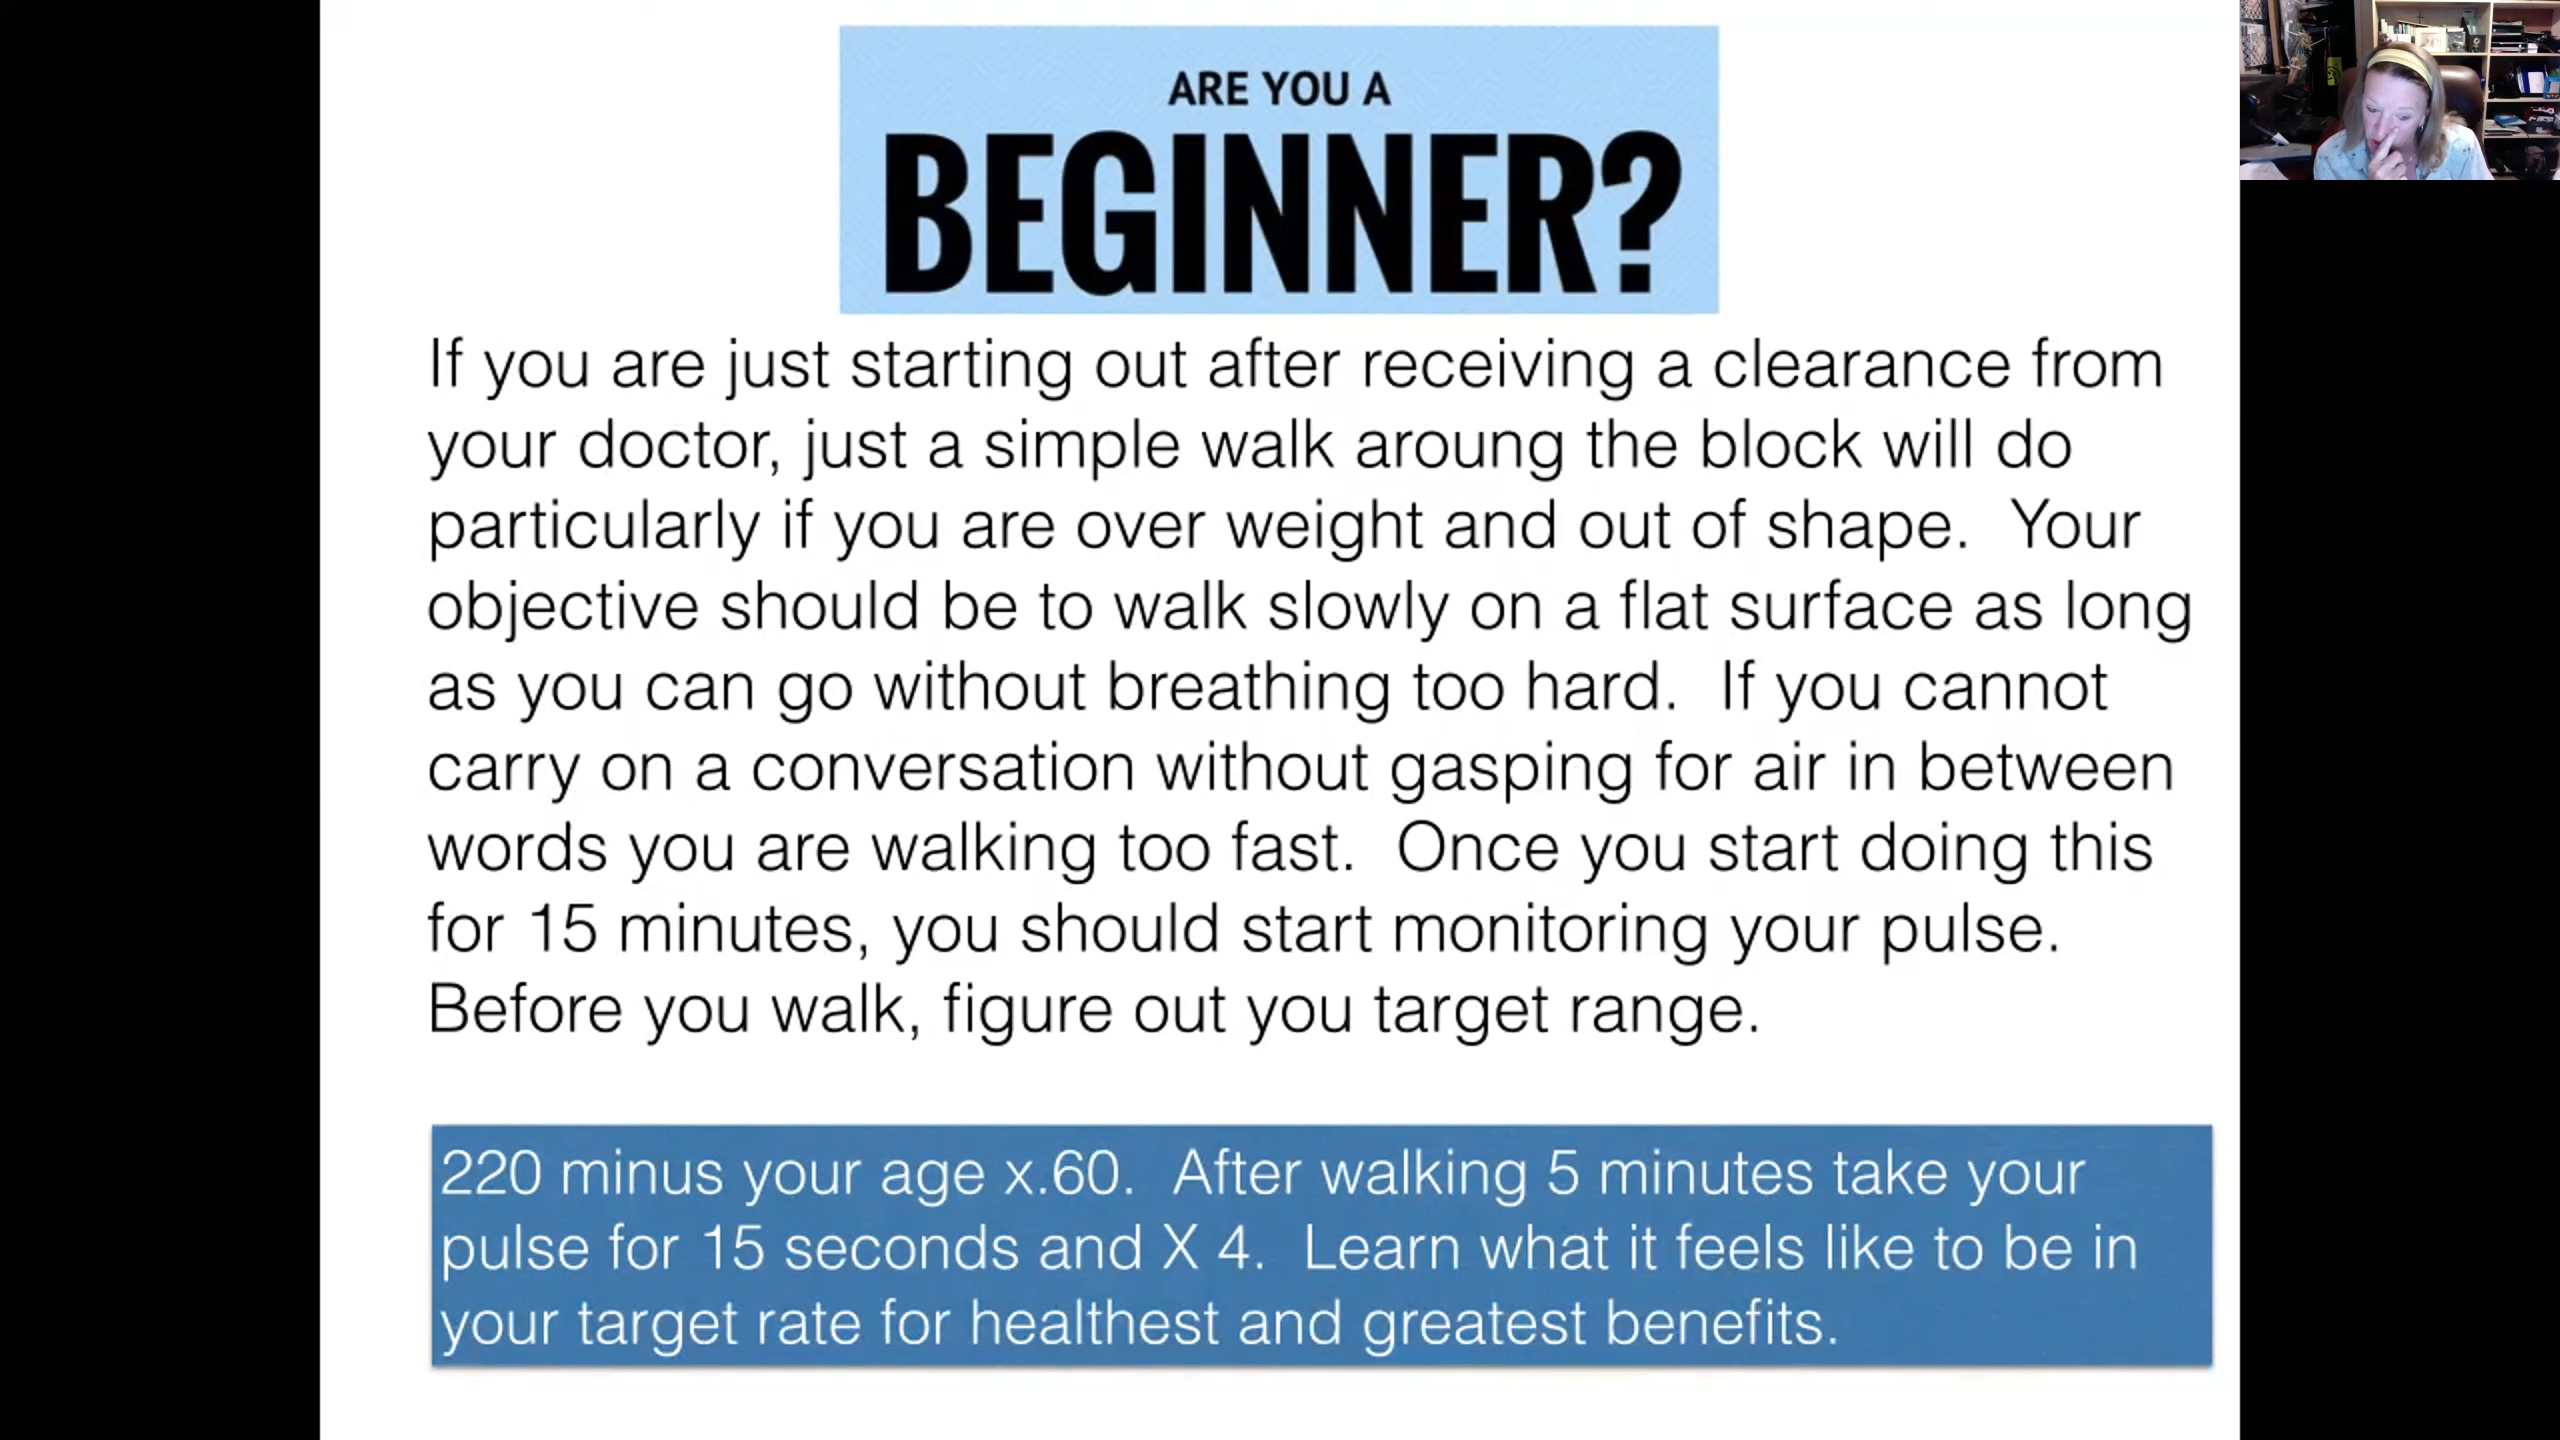 ARE YOU A
BEGINNER?
If you are just starting out after receiving a clearance from
your doctor, just a simple walk aroung the block will do
particularly if you are over weight and out of shape.  Your
objective should be to walk slowly on a flat surface as long
as you can go without breathing too hard.  If you cannot
carry on a conversation without gasping for air in between
words you are walking too fast.  Once you start doing this
for 15 minutes, you should start monitoring your pulse.
Before you walk, figure out you target range.
220 minus your age x.60.  After walking 5 minutes take your
pulse for 15 seconds and X 4.  Learn what it feels like to be in
your target rate for healthest and greatest benefits.